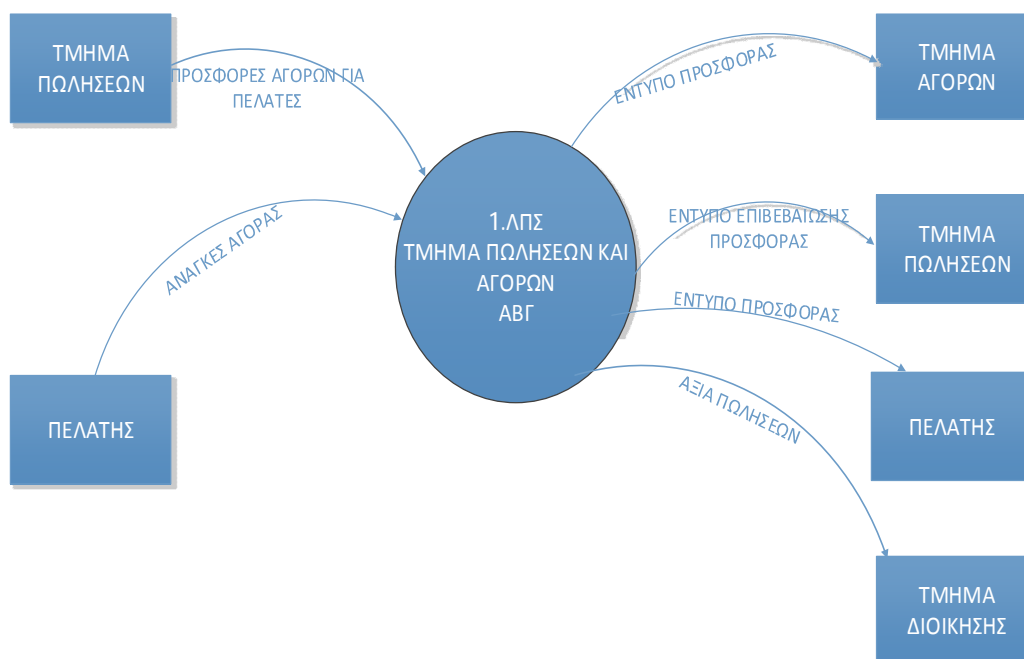 ΤΜΗΜΑ
ΠΩΛΗΣΕΩΝ
ΠΡΟΣΦΟΡΕΣ ΑΓΟΡΩΝ ΓΙΑ
ΠΕΛΑΤΕΣ
ΑΝΑΓΚΕΣ ΑΓΟΡΑΣ
ΠΕΛΑΤΗΣ
1.ΛΠΣ
ΤΜΗΜΑ ΠΩΛΗΣΕΩΝ ΚΑΙ
ΑΓΟΡΩΝ
ΑΒΓ
ΕΝΤΥΠΟ ΠΡΟΣΦΟΡΑΣ
ΤΜΗΜΑ
ΑΓΟΡΩΝ
ΕΝΤΥΠΟ ΕΠΙΒΕΒΑΙΩΣΗΣ
ΠΡΟΣΦΟΡΑΣ
ΤΜΗΜΑ
ΠΩΛΗΣΕΩΝ
ΕΝΤΥΠΟ ΠΡΟΣΦΟΡΑΣ
ΠΕΛΑΤΗΣ
ΑΞΙΑ ΠΩΛΗΣΕΩΝ
ΤΜΗΜΑ
ΔΙΟΙΚΗΣΗΣ